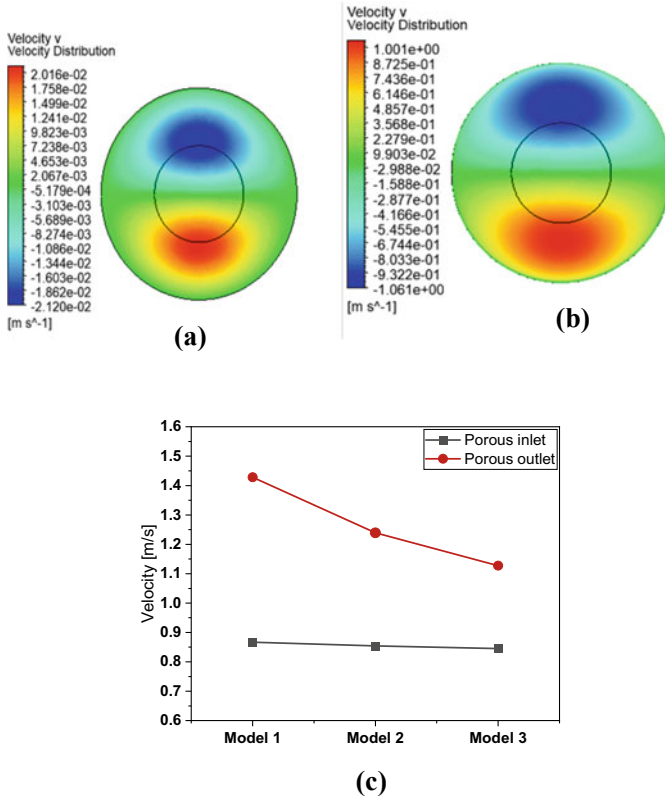 Velocity v
Velocity Distribution
2.016e-02
1.758e-02
1.499e-02
1.241e-02
9.823e-03
7.238e-03
4.653e-03
2.067e-03
-5.179e-04
-3.103e-03
-5.689e-03
-8.274e-03
-1.086e-02
-1.344e-02
-1.603e-02
-1.862e-02
-2.120e-02
[m s^-1]
(a)
Velocity v
Velocity Distribution
1.001e+00
8.725e-01
7.436e-01
6.146e-01
4.857e-01
3.568e-01
2.279e-01
9.903e-02
-2.988e-02
-1.588e-01
-2.877e-01
-4.166e-01
-5.455e-01
-6.744e-01
-8.033e-01
-9.322e-01
-1.061e+00
[m s^-1]
(b)
Porous inlet
Porous outlet
Velocity [m/s]
1.6
1.5
1.4
1.3
1.2
1.1
1.0
0.9
0.8
0.7
0.6
Model 1 Model 2 Model 3
(c)